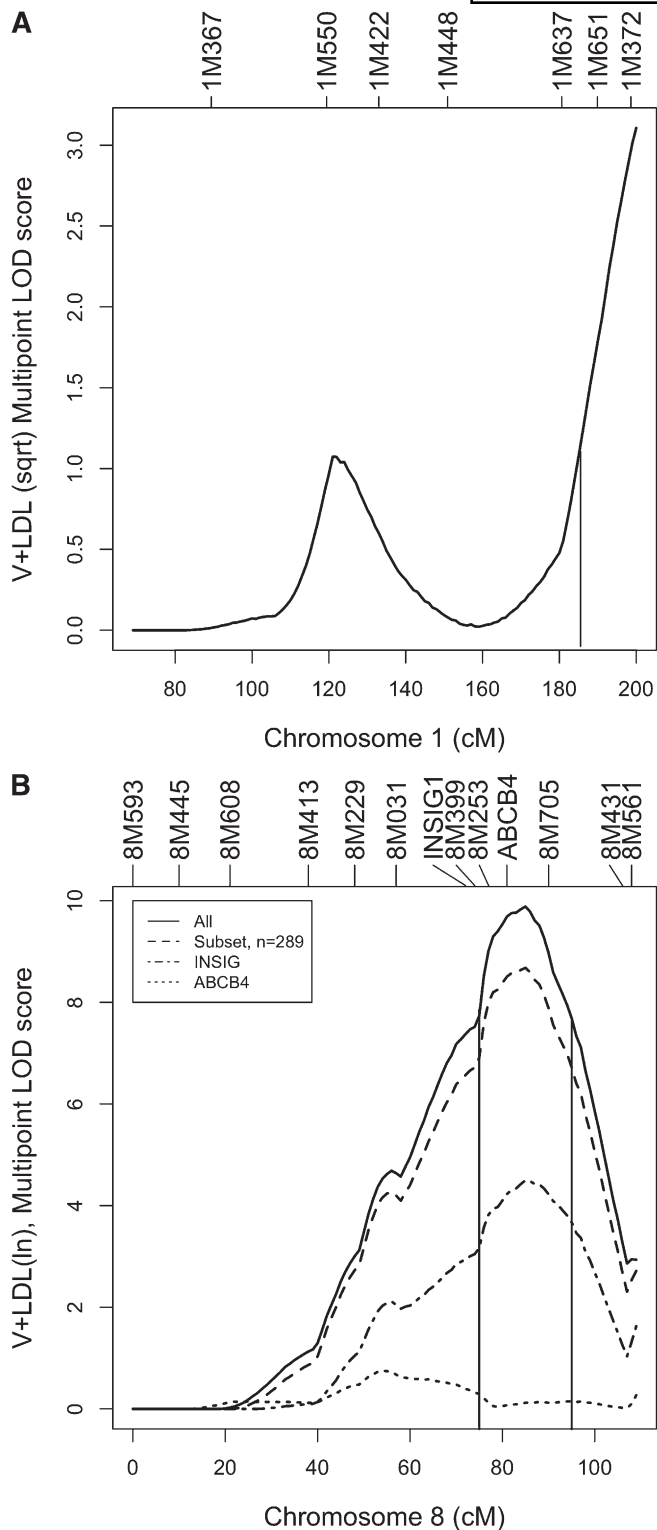 A
1M367 1M550 1M422 1M448 1M637 1M651 1M372
V+LDL (sqrt) Multipoint LOD score
3.0
2.5
2.0
1.5
1.0
0.5
0.0
80 100 120 140 160 180 200
Chromosome 1 (cM)
B
8M593 8M445 8M608 8M413 8M229 8M031 INSIG1 8M399 8M253 ABCB4 8M705 8M431 8M561
V+LDL(ln), Multipoint LOD score
10
8
6
4
2
0
All
Subset, n=289
INSIG
ABCB4
0 20 40 60 80 100
Chromosome 8 (cM)